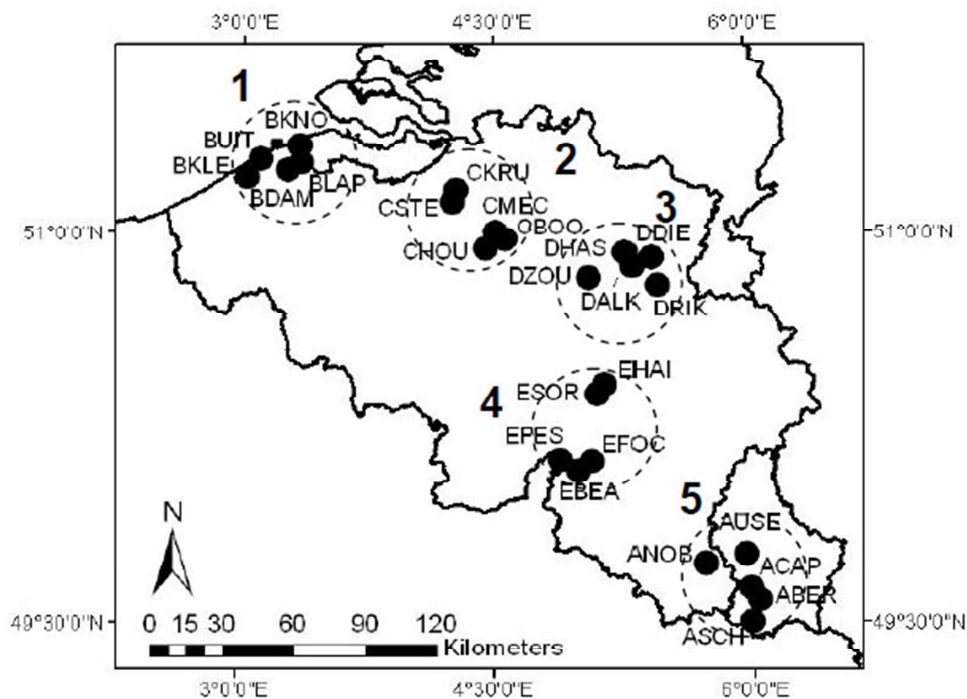 3°0'0"E 4°30'0"E 6°0'0"E
1
BKNO
BUIT
BKLE
BLAP
BDAM
2
CKRU
CSTE
CMEC
OBOO
CHOU
51°0'0"N 51°0'0"N
3
DDIE
DHAS
DZOU
DALK
DRIK
EHAI
ESOR
4
EPES
EFOC
EBEA
5
AUSE
ANOB
ACAP
ABER
ASCH
N
0 15 30 60 90 120
Kilometers
49°30'0"N 49°30'0"N
3°0'0"E 4°30'0"E 6°0'0"E